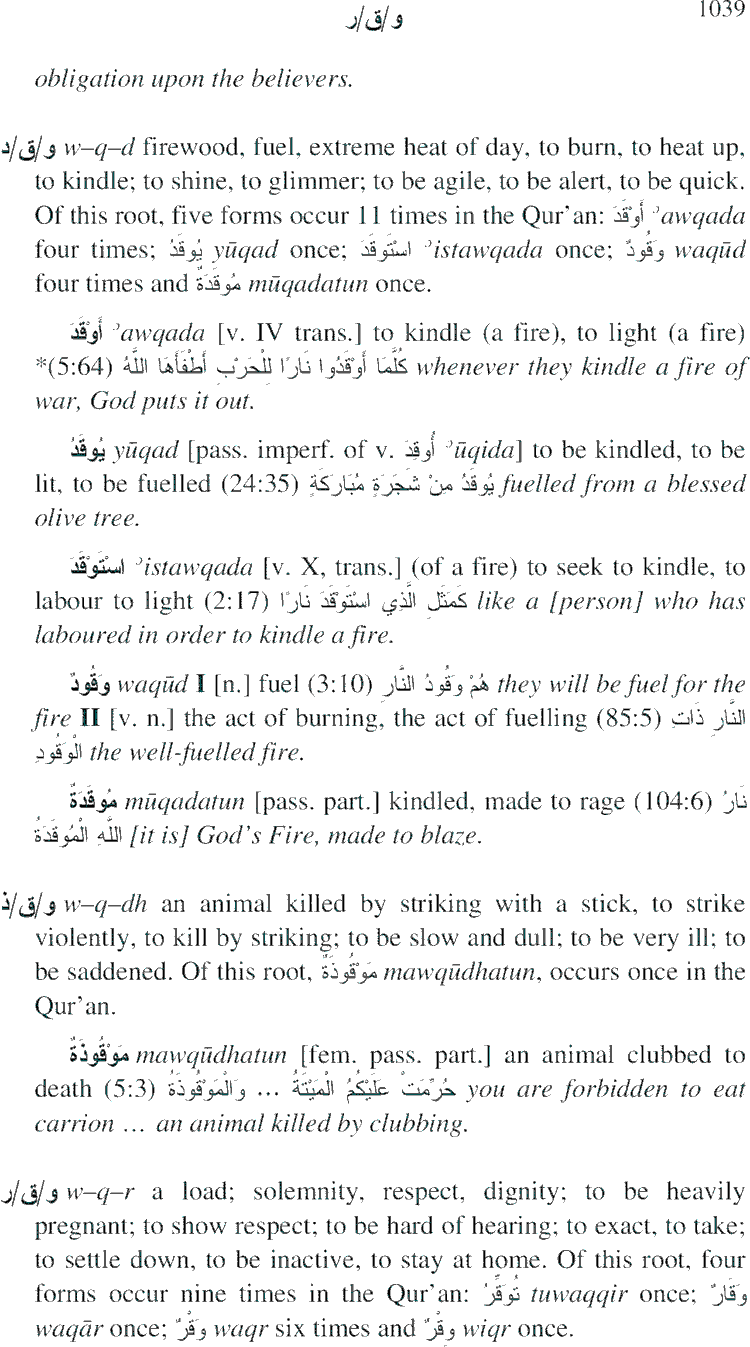 و/ق/ر 1039
obligation upon the believers.
و/ق/د w–q–d firewood, fuel, extreme heat of day, to burn, to heat up,
to kindle; to shine, to glimmer; to be agile, to be alert, to be quick.
Of this root, five forms occur 11 times in the Qur’an: أَوْقَدَ ʾawqada
four times; يُوقَدُ yūqad once; اسْتَوقَدَ ʾistawqada once; وَقُودٌ waqūd
four times and مُوقَدَةٌ mūqadatun once.
أَوْقَدَ ʾawqada [v. IV trans.] to kindle (a fire), to light (a fire)
*(5:64) كُلَّمَا أَوْقَدُوا نَارًا لِلْحَرْبِ أَطْفَأَهَا اللَّهُ whenever they kindle a fire of
war, God puts it out.
يُوقَدُ yūqad [pass. imperf. of v. أُوقِدَ ʾūqida] to be kindled, to be
lit, to be fuelled (24:35) يُوقَدُ مِنْ شَجَرَةٍ مُبَارَكَةٍ fuelled from a blessed
olive tree.
اسْتَوْقَدَ ʾistawqada [v. X, trans.] (of a fire) to seek to kindle, to
labour to light (2:17) كَمَثَلِ الَّذِي اسْتَوقَدَ نَارًا like a [person] who has
laboured in order to kindle a fire.
وَقُودٌ waqūd I [n.] fuel (3:10) هُمْ وَقُودُ النَّارِ they will be fuel for the
fire II [v. n.] the act of burning, the act of fuelling (85:5) النَّارِ ذَاتِ
الْوَقُودِ the well-fuelled fire.
مُوقَدَةٌ mūqadatun [pass. part.] kindled, made to rage (104:6) نَارُ
اللَّهِ الْمُوقَدَةُ [it is] God’s Fire, made to blaze.
و/ق/ذ w–q–dh an animal killed by striking with a stick, to strike
violently, to kill by striking; to be slow and dull; to be very ill; to
be saddened. Of this root, مَوْقُوذَةٌ mawqūdhatun, occurs once in the
Qur’an.
مَوْقُوذَةٌ mawqūdhatun [fem. pass. part.] an animal clubbed to
death (5:3) حُرِّمَتْ عَلَيْكُمُ الْمَيْتَةُ ... وَالْمَوْقُوذَةُ you are forbidden to eat
carrion … an animal killed by clubbing.
و/ق/ر w–q–r a load; solemnity, respect, dignity; to be heavily
pregnant; to show respect; to be hard of hearing; to exact, to take;
to settle down, to be inactive, to stay at home. Of this root, four
forms occur nine times in the Qur’an: تُوَقِّرُ tuwaqqir once; وَقَارٌ
waqār once; وَقْرٌ waqr six times and وِقْرٌ wiqr once.